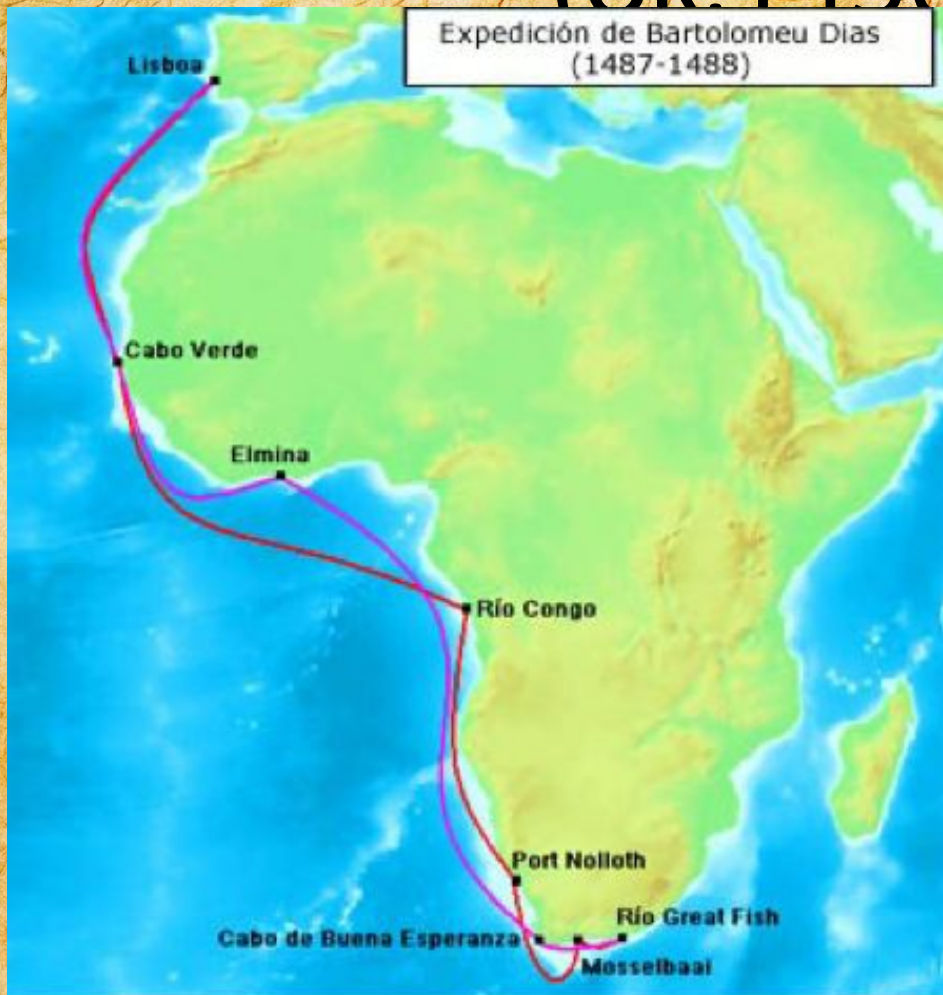 Expedición de Bartolomeu Dias
(1487-1488)
Lisboa
Cabo Verde
Elmina
Río Congo
Port Nolloth
Río Great Fish
Cabo de Buena Esperanza
Mosselbaai